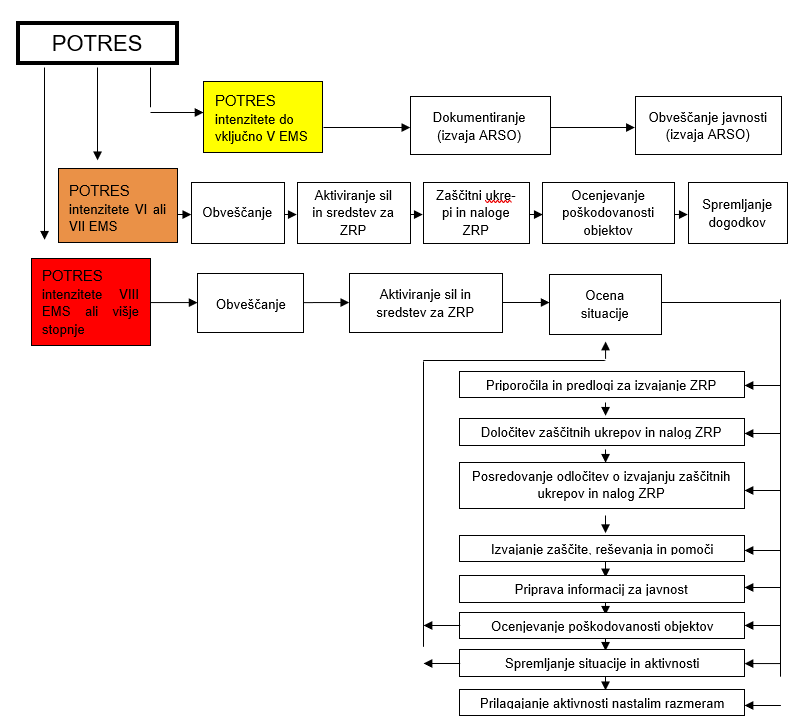 POTRES
POTRES
intenzitete do
vključno V EMS
Dokumentiranje
(izvaja ARSO)
Obveščanje javnosti
(izvaja ARSO)
POTRES
intenzitete VI ali
VII EMS
Obveščanje
Aktiviranje sil
in sredstev za
ZRP
Zaščitni ukre-
pi in naloge
ZRP
Ocenjevanje
poškodovanosti
objektov
Spremljanje
dogodkov
POTRES
intenzitete VIII
EMS ali višje
stopnje
Obveščanje
Aktiviranje sil in
sredstev za ZRP
Ocena
situacije
Priporočila in predlogi za izvajanje ZRP
Določitev zaščitnih ukrepov in nalog ZRP
Posredovanje odločitev o izvajanju zaščitnih
ukrepov in nalog ZRP
Izvajanje zaščite, reševanja in pomoči
Priprava informacij za javnost
Ocenjevanje poškodovanosti objektov
Spremljanje situacije in aktivnosti
Prilagajanje aktivnosti nastalim razmeram